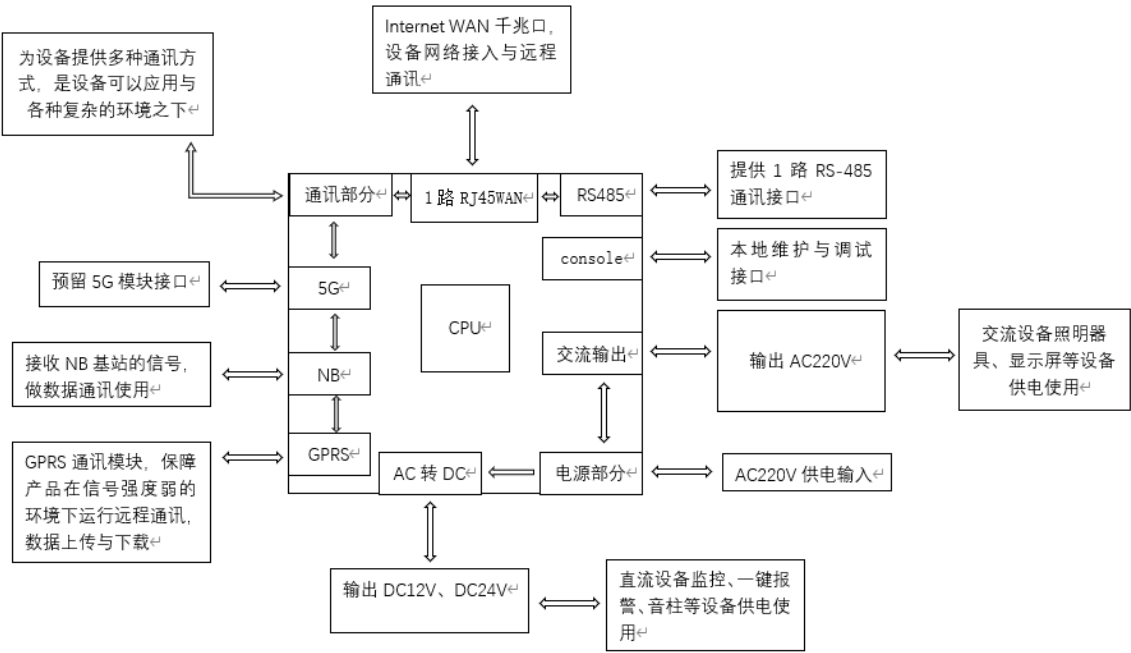 Internet WAN 千兆口，
设备网络接入与远程
通讯
为设备提供多种通讯方
式，是设备可以应用与
各种复杂的环境之下
通讯部分
1路 RJ45WAN
RS485
提供 1 路 RS-485
通讯接口
console
本地维护与调试
接口
预留 5G 模块接口
5G
CPU
交流输出
输出 AC220V
交流设备照明器
具、显示屏等设备
供电使用
接收 NB 基站的信号，
做数据通讯使用
NB
GPRS 通讯模块，保障
产品在信号强度弱的
环境下运行远程通讯，
数据上传与下载
GPRS
AC 转 DC
电源部分
AC220V 供电输入
输出 DC12V、DC24V
直流设备监控、一键报
警、音柱等设备供电使
用